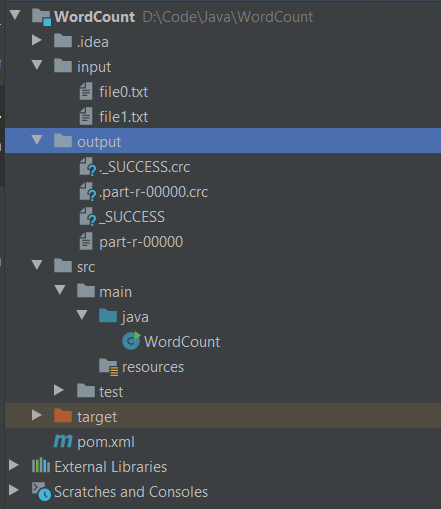 WordCount D:\Code\Java\WordCount
.idea
input
file0.txt
file1.txt
output
._SUCCESS.crc
.part-r-00000.crc
_SUCCESS
part-r-00000
src
main
java
WordCount
resources
test
target
pom.xml
External Libraries
Scratches and Consoles